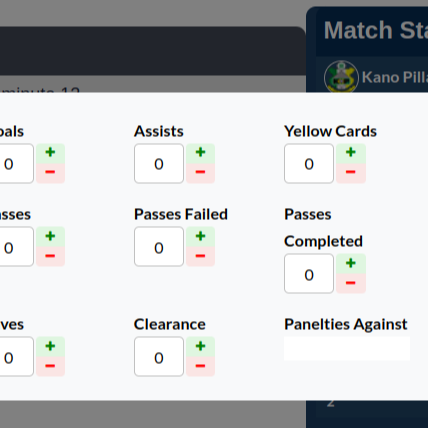 Match Sta
Kano Pilla
minute 12
oals
Assists
Yellow Cards
0
+
-
0
+
-
0
+
-
sses
Passes Failed
Passes
Completed
0
+
-
0
+
-
0
+
-
ves
Clearance
Panelties Against
0
+
-
0
+
-
2